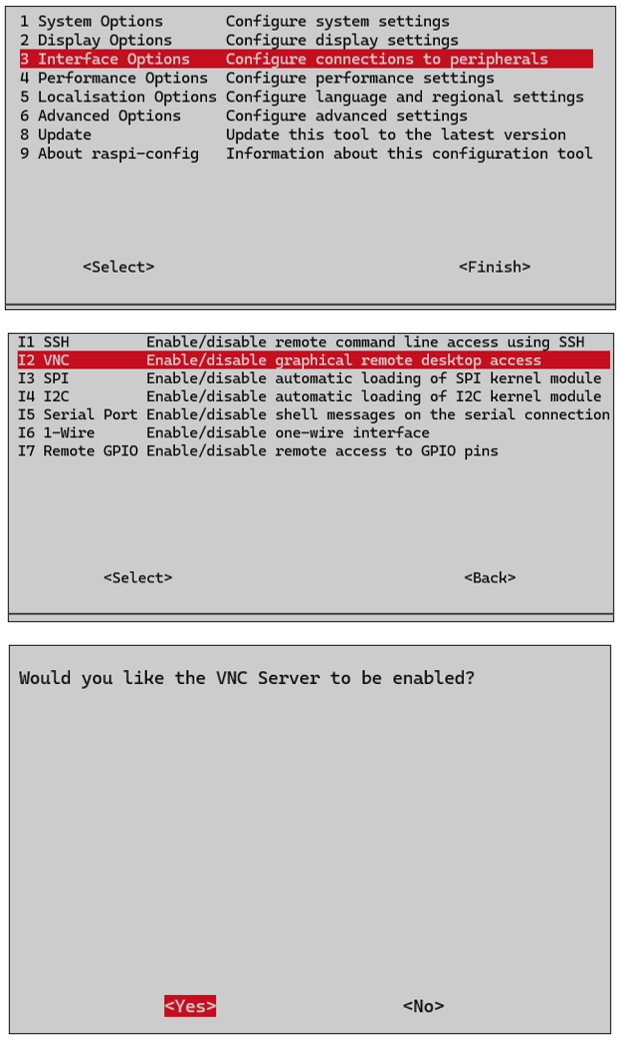 1 System Options Configure system settings
2 Display Options Configure display settings
3 Interface Options Configure connections to peripherals
4 Performance Options Configure performance settings
5 Localisation Options Configure language and regional settings
6 Advanced Options Configure advanced settings
8 Update Update this tool to the latest version
9 About raspi-config Information about this configuration tool
<Select> <Finish>
I1 SSH Enable/disable remote command line access using SSH
I2 VNC Enable/disable graphical remote desktop access
I3 SPI Enable/disable automatic loading of SPI kernel module
I4 I2C Enable/disable automatic loading of I2C kernel module
I5 Serial Port Enable/disable shell messages on the serial connection
I6 1-Wire Enable/disable one-wire interface
I7 Remote GPIO Enable/disable remote access to GPIO pins
<Select> <Back>
Would you like the VNC Server to be enabled?
<Yes> <No>